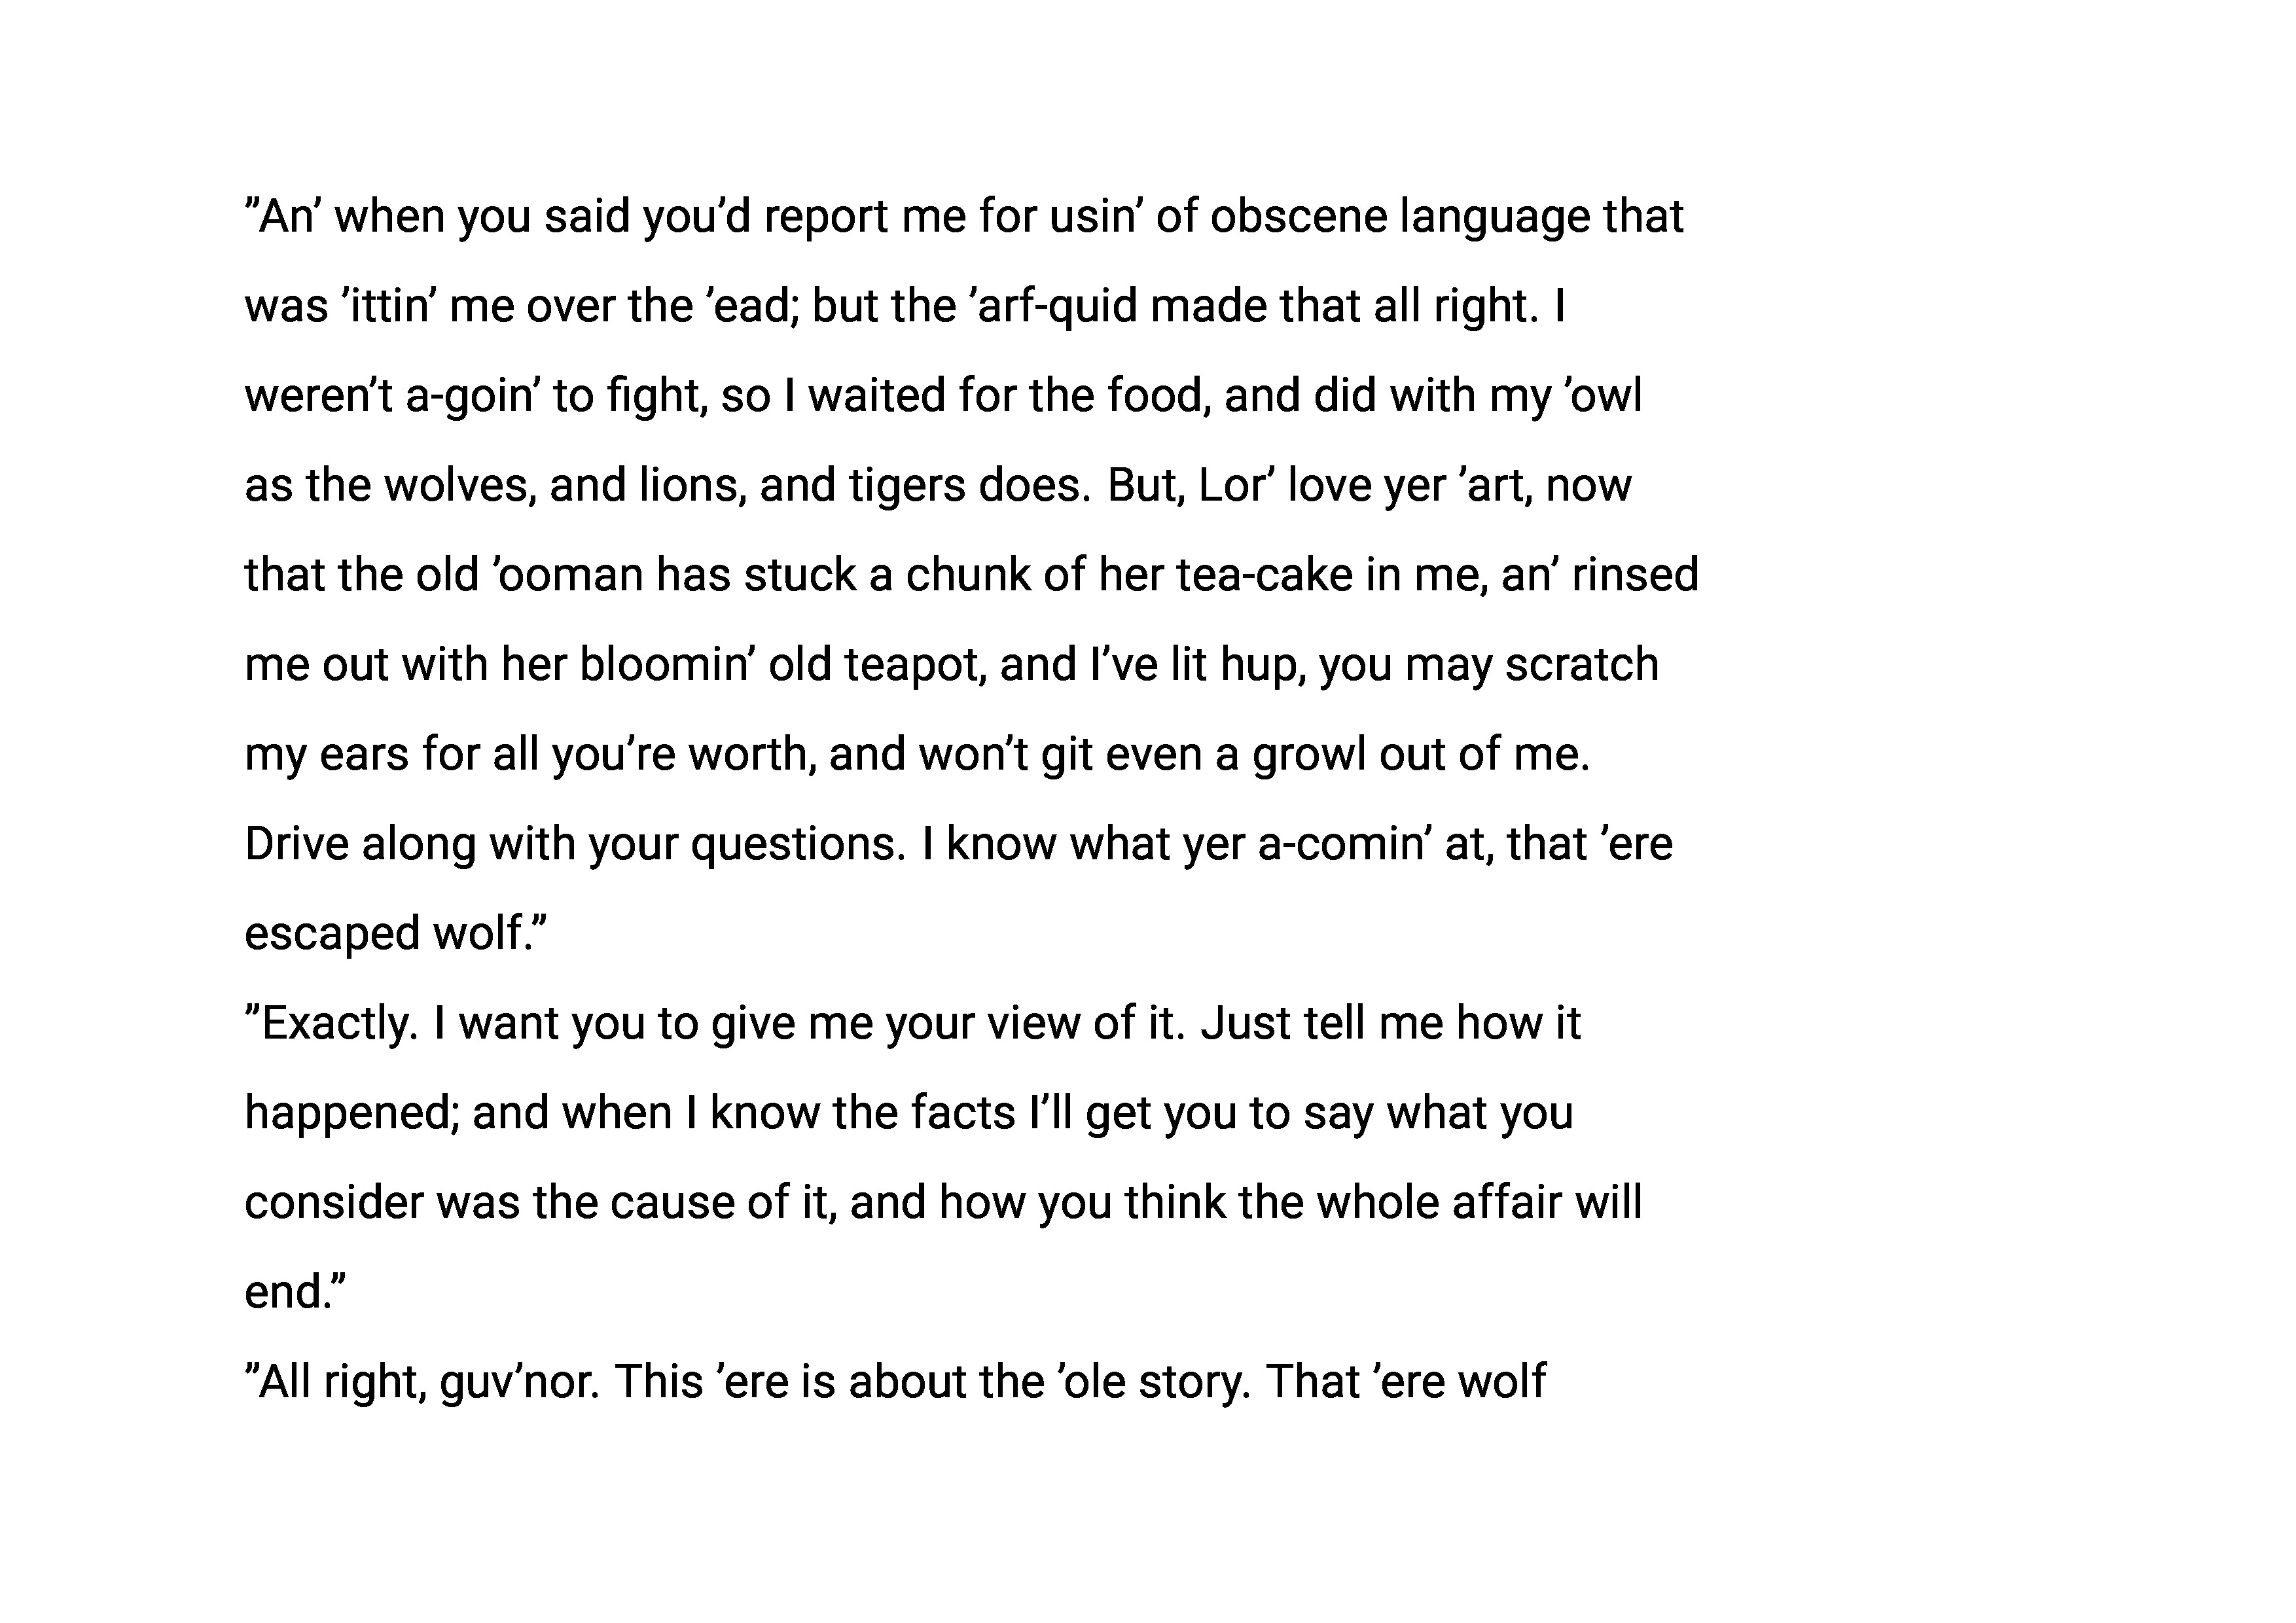 ”An’ when you said you’d report me for usin’ of obscene language that
was ’ittin’ me over the ’ead; but the ’arf-quid made that all right. I
weren’t a-goin’ to fight, so I waited for the food, and did with my ’owl
as the wolves, and lions, and tigers does. But, Lor’ love yer ’art, now
that the old ’ooman has stuck a chunk of her tea-cake in me, an’ rinsed
me out with her bloomin’ old teapot, and I’ve lit hup, you may scratch
my ears for all you’re worth, and won’t git even a growl out of me.
Drive along with your questions. I know what yer a-comin’ at, that ’ere
escaped wolf.”
”Exactly. I want you to give me your view of it. Just tell me how it
happened; and when I know the facts I’ll get you to say what you
consider was the cause of it, and how you think the whole affair will
end.”
”All right, guv’nor. This ’ere is about the ’ole story. That ’ere wolf